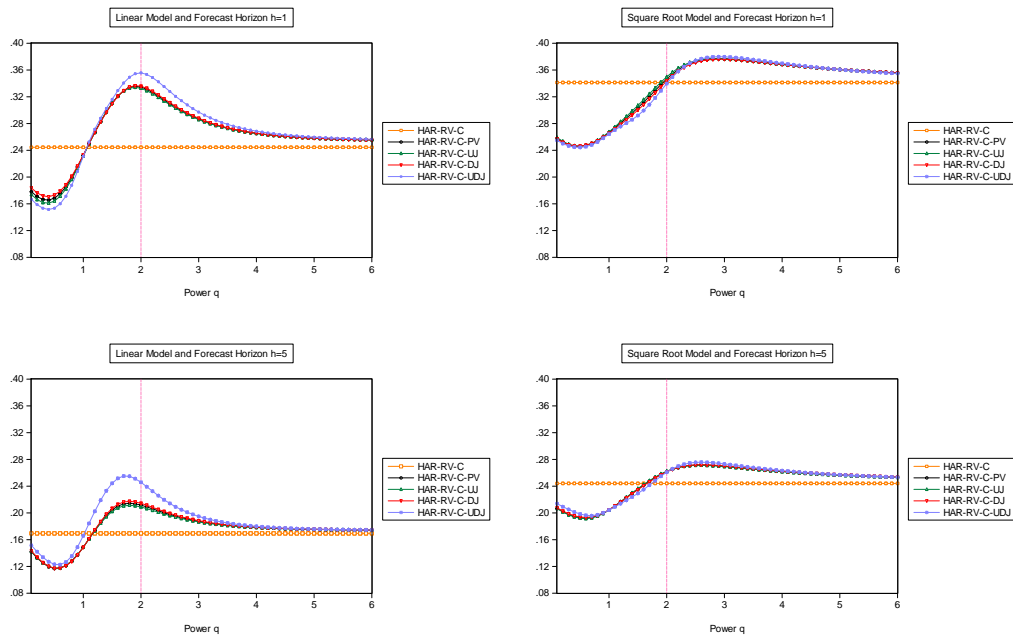 Linear Model and Forecast Horizon h=1
.40
.36
.32
.28
.24
.20
.16
.12
.08
1 2 3 4 5 6
Power q
HAR-RV-C
HAR-RV-C-PV
HAR-RV-C-UJ
HAR-RV-C-DJ
HAR-RV-C-UDJ
Square Root Model and Forecast Horizon h=1
.40
.36
.32
.28
.24
.20
.16
.12
.08
1 2 3 4 5 6
Power q
HAR-RV-C
HAR-RV-C-PV
HAR-RV-C-UJ
HAR-RV-C-DJ
HAR-RV-C-UDJ
Linear Model and Forecast Horizon h=5
.40
.36
.32
.28
.24
.20
.16
.12
.08
1 2 3 4 5 6
Power q
HAR-RV-C
HAR-RV-C-PV
HAR-RV-C-UJ
HAR-RV-C-DJ
HAR-RV-C-UDJ
Square Root Model and Forecast Horizon h=5
.40
.36
.32
.28
.24
.20
.16
.12
.08
1 2 3 4 5 6
Power q
HAR-RV-C
HAR-RV-C-PV
HAR-RV-C-UJ
HAR-RV-C-DJ
HAR-RV-C-UDJ